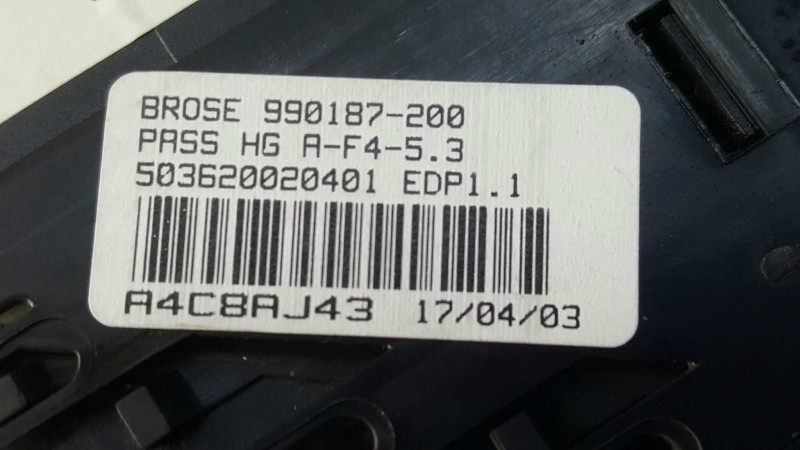 BROSE 990187-200
PASS HG A-F4-5.3
503620020401 EDP1.1
A4C8AJ43 17/04/03